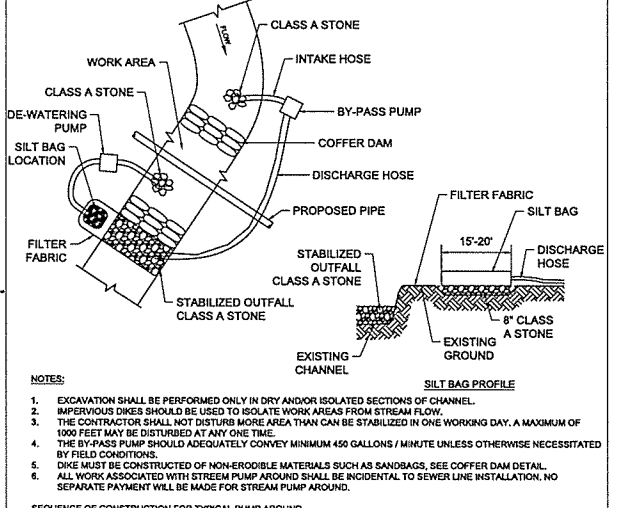 CLASS A STONE
FLOW
WORK AREA
INTAKE HOSE
CLASS A STONE
DE-WATERING
PUMP
BY-PASS PUMP
SILT BAG
LOCATION
COFFER DAM
DISCHARGE HOSE
PROPOSED PIPE
FILTER
FABRIC
STABILIZED OUTFALL
CLASS A STONE
FILTER FABRIC
SILT BAG
15'-20'
DISCHARGE
HOSE
STABILIZED
OUTFALL
CLASS A STONE
8" CLASS
A STONE
EXISTING
GROUND
EXISTING
CHANNEL
SILT BAG PROFILE
NOTES:
1. EXCAVATION SHALL BE PERFORMED ONLY IN DRY AND/OR ISOLATED SECTIONS OF CHANNEL.
2. IMPERVIOUS DIKES SHOULD BE USED TO ISOLATE WORK AREAS FROM STREAM FLOW.
3. THE CONTRACTOR SHALL NOT DISTURB MORE AREA THAN CAN BE STABILIZED IN ONE WORKING DAY. A MAXIMUM OF
1000 FEET MAY BE DISTURBED AT ANY ONE TIME.
4. THE BY-PASS PUMP SHOULD ADEQUATELY CONVEY MINIMUM 450 GALLONS / MINUTE UNLESS OTHERWISE NECESSITATED
BY FIELD CONDITIONS.
5. DIKE MUST BE CONSTRUCTED OF NON-ERODIBLE MATERIALS SUCH AS SANDBAGS, SEE COFFER DAM DETAIL.
6. ALL WORK ASSOCIATED WITH STREEM PUMP AROUND SHALL BE INCIDENTAL TO SEWER LINE INSTALLATION. NO
SEPARATE PAYMENT WILL BE MADE FOR STREAM PUMP AROUND.
SEQUENCE OF CONSTRUCTION FOR TYPICAL PUMP AROUND